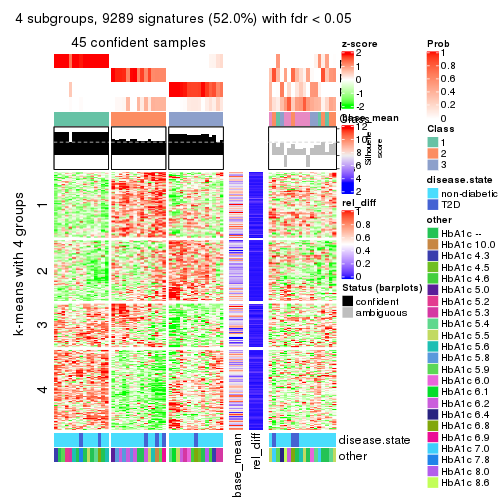 4 subgroups, 9289 signatures (52.0%) with fdr < 0.05
45 confident samples
k-means with 4 groups
1
2
3
4
base_mean
rel_diff
disease.state
other
Silhouette
score
z-score
2
1
0
-1
-2
base_mean
12
10
8
6
4
2
rel_diff
1
0.8
0.6
0.4
0.2
0
Status (barplots)
confident
ambiguous
Prob
1
0.8
0.6
0.4
0.2
0
Class
1
2
3
disease.state
non-diabetic
T2D
other
HbA1c --
HbA1c 10.0
HbA1c 4.3
HbA1c 4.5
HbA1c 4.6
HbA1c 5.0
HbA1c 5.2
HbA1c 5.3
HbA1c 5.4
HbA1c 5.5
HbA1c 5.6
HbA1c 5.8
HbA1c 5.9
HbA1c 6.0
HbA1c 6.1
HbA1c 6.2
HbA1c 6.4
HbA1c 6.8
HbA1c 6.9
HbA1c 7.0
HbA1c 7.8
HbA1c 8.0
HbA1c 8.6